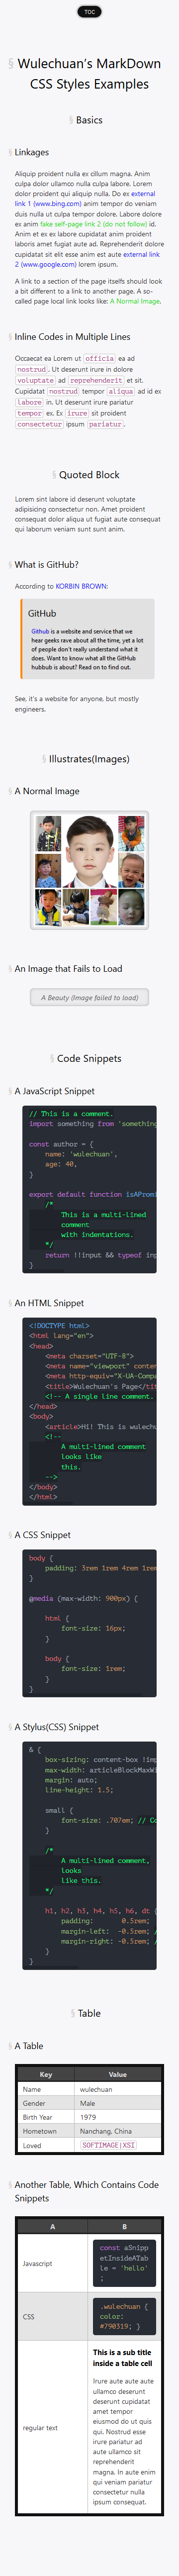 TOC
§ Wulechuan's MarkDown
CSS Styles Examples
§ Basics
§ Linkages
Aliquip proident nulla ex cillum magna. Anim
culpa dolor ullamco nulla culpa labore. Lorem
dolor proident qui aliquip nulla. Do ex external
link 1 (www.bing.com) anim tempor do veniam
duis nulla ut culpa tempor dolore. Labore dolore
ex anim fake self-page link 2 (do not follow) id.
Anim et ex ex labore cupidatat anim proident
laboris amet fugiat aute ad. Reprehenderit dolore
cupidatat sit elit esse anim est aute external link
2 (www.google.com) lorem ipsum.
A link to a section of the page itselfs should look
a bit different to a link to another page. A so-
called page local link looks like: A Normal Image.
§ Inline Codes in Multiple Lines
Occaecat ea Lorem ut officia ea ad
nostrud. Ut deserunt irure in dolore
voluptate ad reprehenderit et sit.
Cupidatat nostrud tempor aliqua ad id ex
labore in. Ut deserunt irure pariatur
tempor ex. Ex irure sit proident
consectetur ipsum pariatur.
§ Quoted Block
Lorem sint labore id deserunt voluptate
adipisicing consectetur non. Amet proident
consequat dolor aliqua ut fugiat aute consequat
qui laborum veniam sunt sunt anim.
§ What is GitHub?
According to KORBIN BROWN:
GitHub
Github is a website and service that we
hear geeks rave about all the time, yet a lot
of people don't really understand what it
does. Want to know what all the GitHub
hubbub is about? Read on to find out.
See, it's a website for anyone, but mostly
engineers.
§ Illustrates(Images)
§ A Normal Image
§ An Image that Fails to Load
A Beauty (Image failed to load)
§ Code Snippets
§ A JavaScript Snippet
// This is a comment.
import something from 'something
const author = {
name: 'wulechuan',
age: 40,
}
export default function isAPromi
/*
This is a multi-lined
comment
with indentations.
*/
return !!input && typeof inp
}
§ An HTML Snippet
<!DOCTYPE html>
<html lang="en">
<head>
<meta charset="UTF-8">
<meta name="viewport" conten
<meta http-equiv="X-UA-Compa
<title>Wulechuan's Page</tit
<!-- A single line comment.
</head>
<body>
<article>Hi! This is wulechu
<!--
A multi-lined comment
looks like
this.
-->
</body>
</html>
§ A CSS Snippet
body {
padding: 3rem 1rem 4rem 1rem
}
@media (max-width: 900px) {
html {
font-size: 16px;
}
body {
font-size: 1rem;
}
}
§ A Stylus(CSS) Snippet
& {
box-sizing: content-box !imp
max-width: articleBlockMaxWi
margin: auto;
line-height: 1.5;
small {
font-size: .707em; // Co
}
/*
A multi-lined comment,
looks
like this.
*/
h1, h2, h3, h4, h5, h6, dt {
padding: 0.5rem;
margin-left: -0.5rem; /
margin-right: -0.5rem; /
}
}
§ Table
§ A Table
Key Value
Name wulechuan
Gender Male
Birth Year 1979
Hometown Nanchang, China
Loved SOFTIMAGE|XSI
§ Another Table, Which Contains Code
Snippets
A B
Javascript
const aSnipp
etInsideATab
le = 'hello'
;
CSS
.wulechuan {
color:
#790319; }
regular text
This is a sub title
inside a table cell
Irure aute aute aute
ullamco deserunt
deserunt cupidatat
amet tempor
eiusmod do ut quis
qui. Nostrud esse
irure pariatur ad
aute ullamco sit
reprehenderit
magna. In aute enim
qui veniam pariatur
consectetur nulla
ipsum consequat.